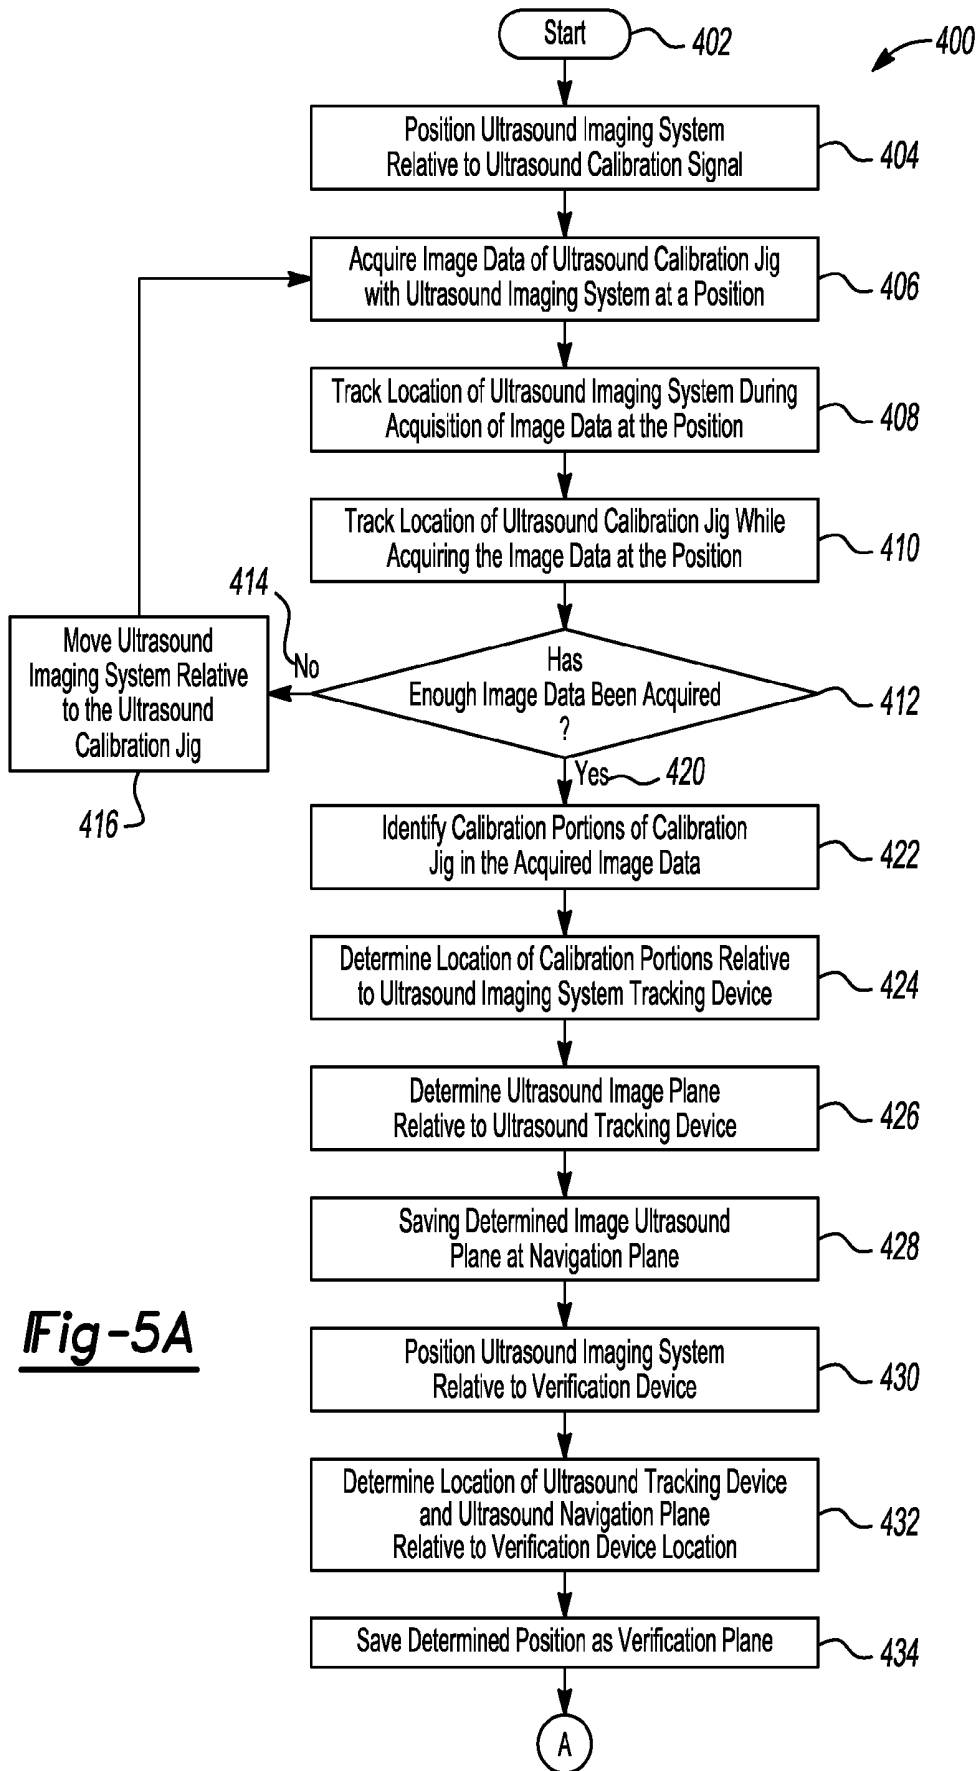 Start
402
400
Position Ultrasound Imaging System
Relative to Ultrasound Calibration Signal
404
Acquire Image Data of Ultrasound Calibration Jig
with Ultrasound Imaging System at a Position
406
Track Location of Ultrasound Imaging System During
Acquisition of Image Data at the Position
408
Track Location of Ultrasound Calibration Jig While
Acquiring the Image Data at the Position
410
414
No
Move Ultrasound
Imaging System Relative
to the Ultrasound
Calibration Jig
416
Has
Enough Image Data Been Acquired
?
412
Yes
420
Identify Calibration Portions of Calibration
Jig in the Acquired Image Data
422
Determine Location of Calibration Portions Relative
to Ultrasound Imaging System Tracking Device
424
Determine Ultrasound Image Plane
Relative to Ultrasound Tracking Device
426
Saving Determined Image Ultrasound
Plane at Navigation Plane
428
Fig-5A
Position Ultrasound Imaging System
Relative to Verification Device
430
Determine Location of Ultrasound Tracking Device
and Ultrasound Navigation Plane
Relative to Verification Device Location
432
Save Determined Position as Verification Plane
434
A